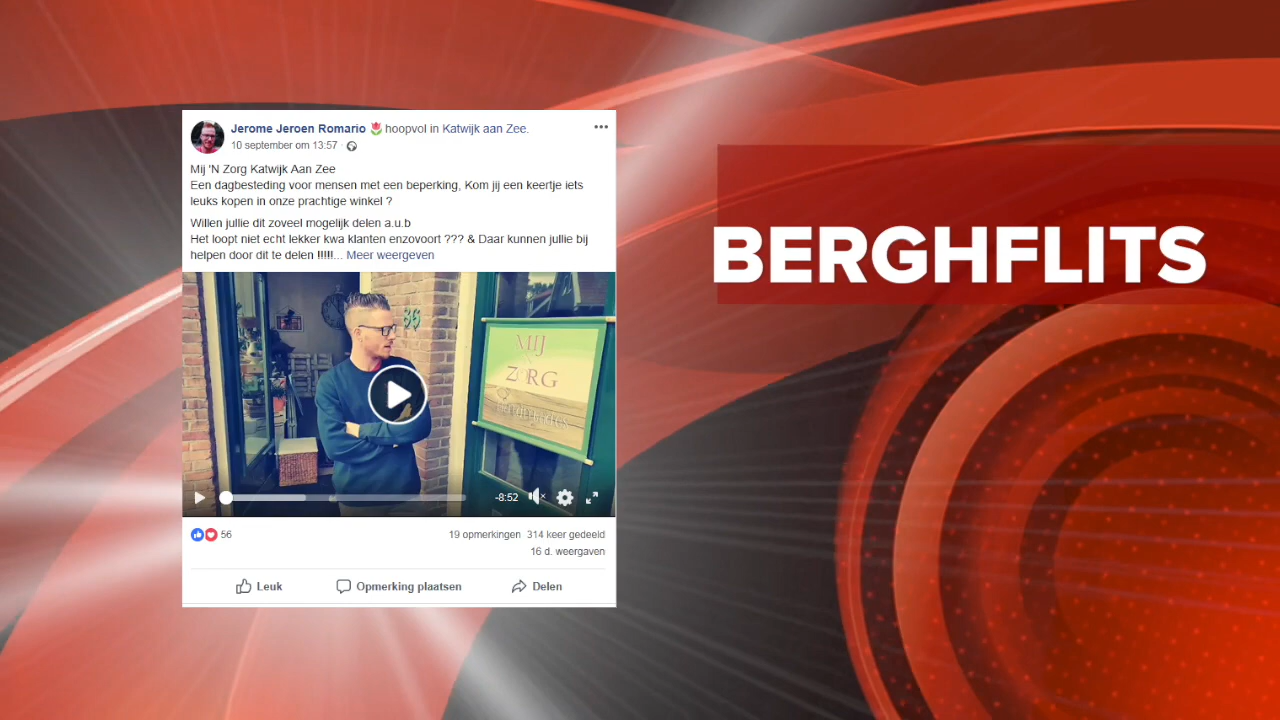 Jerome Jeroen Romario 🌷 hoopvol in Katwijk aan Zee.
10 september om 13:57 ·
Mij 'N Zorg Katwijk Aan Zee
Een dagbesteding voor mensen met een beperking, Kom jij een keertje iets
leuks kopen in onze prachtige winkel ?
Willen jullie dit zoveel mogelijk delen a.u.b
Het loopt niet echt lekker kwa klanten enzovoort ??? & Daar kunnen jullie bij
helpen door dit te delen !!!!!... Meer weergeven
BERGHFLITS
MIJ
N
ZORG
-8:52
56
19 opmerkingen 314 keer gedeeld
16 d. weergaven
Leuk Opmerking plaatsen Delen